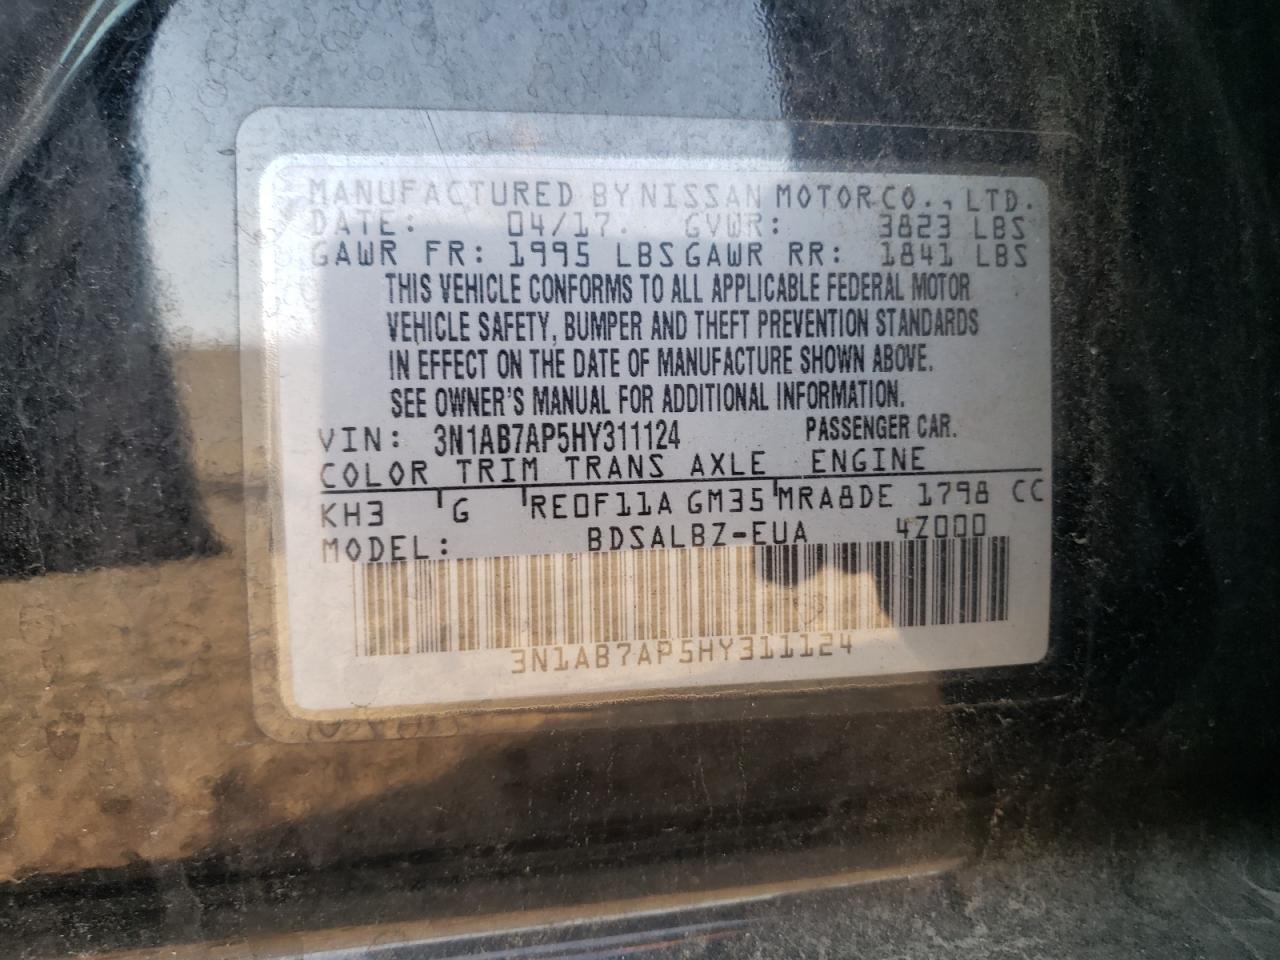 MANUFACTURED BY NISSAN MOTOR CO., LTD.
DATE: 04/17. GVWR: 3823 LBS
GAWR FR: 1995 LBS GAWR RR: 1841 LBS
THIS VEHICLE CONFORMS TO ALL APPLICABLE FEDERAL MOTOR
VEHICLE SAFETY, BUMPER AND THEFT PREVENTION STANDARDS
IN EFFECT ON THE DATE OF MANUFACTURE SHOWN ABOVE.
SEE OWNER'S MANUAL FOR ADDITIONAL INFORMATION.
VIN: 3N1AB7AP5HY311124 PASSENGER CAR.
COLOR TRIM TRANS AXLE ENGINE
KH3 G RE0F11A GM35 MRA8DE 1798 CC
MODEL: BDSALBZ-EUA 4Z000
3N1AB7AP5HY311124